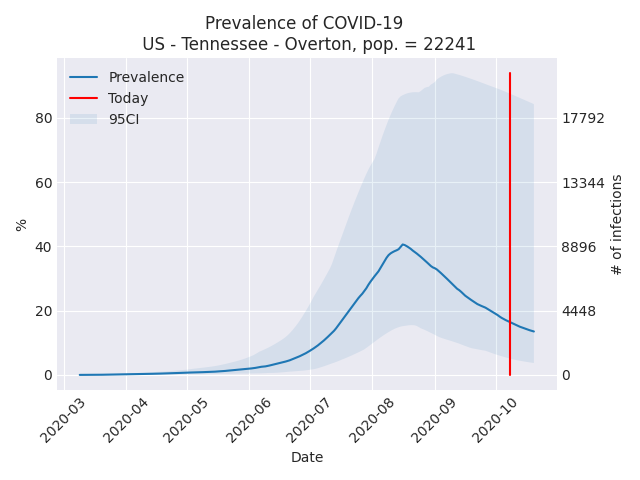 Prevalence of COVID-19
US - Tennessee - Overton, pop. = 22241
Prevalence
Today
95CI
80
60
40
20
0
%
17792
13344
8896
4448
0
# of infections
2020-03
2020-04
2020-05
2020-06
2020-07
2020-08
2020-09
2020-10
Date